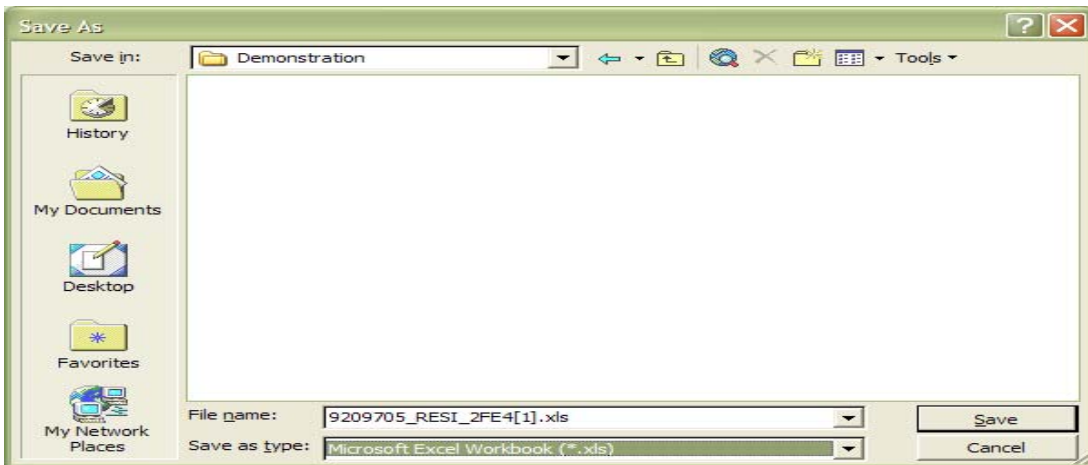 Save As
Save in: Demonstration Tools
History
My Documents
Desktop
Favorites
My Network
Places
File name: 9209705_RESI_2FE4[1].xls Save
Save as type: Microsoft Excel Workbook (*.xls) Cancel